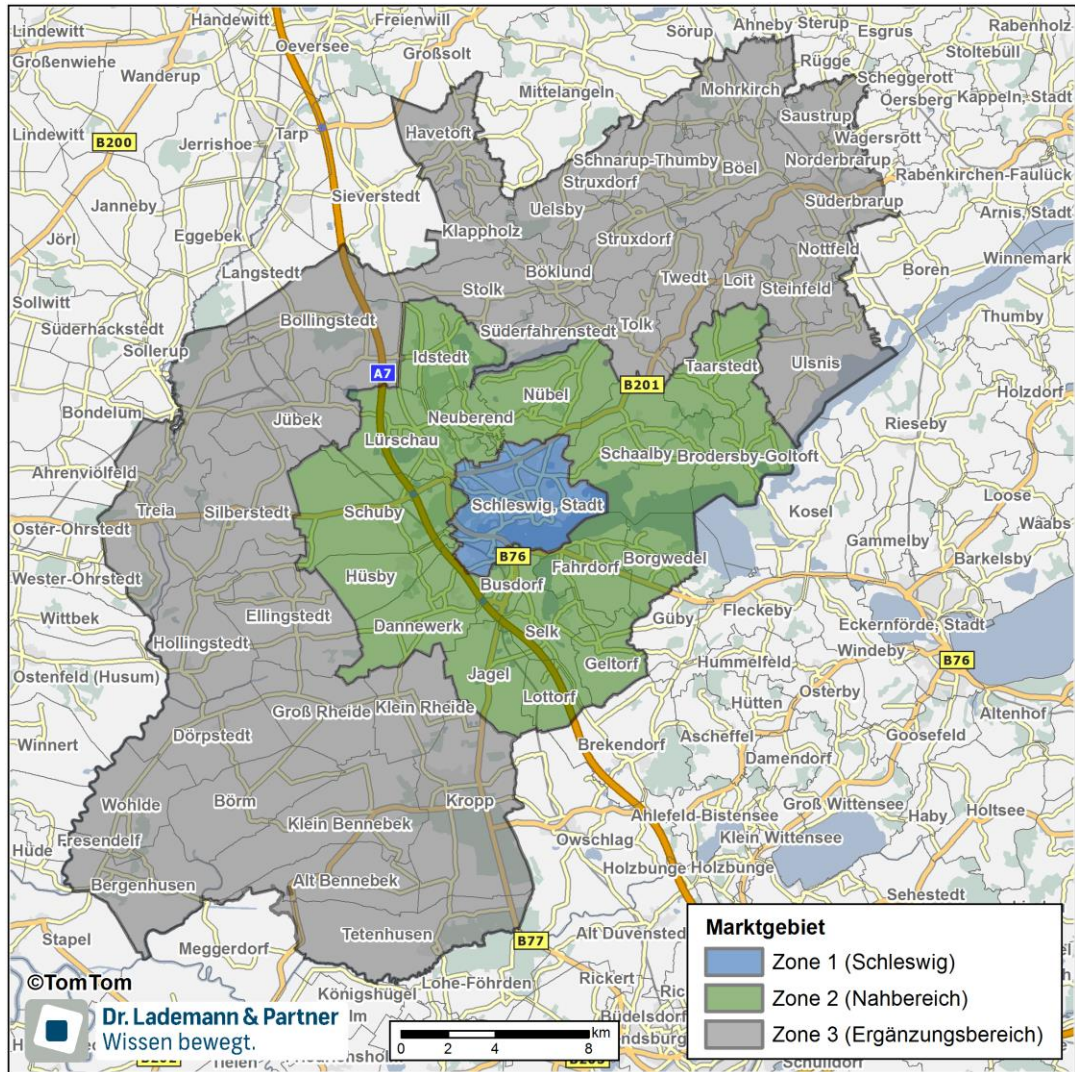 Lindewitt
Handewitt
Freienwill
Sörup
Ahneby
Sterup
Esgrus
Rabenholz
Großenwiehe
Oeversee
Großsolt
Rügge
Stoltebüll
Wanderup
Mittelangeln
Mohrkirch
Scheggerott
Oersberg
Kappeln, Stadt
Saustrup
Lindewitt
B200
Tarp
Jerrishoe
Havetoft
Wagersrött
Schnarup-Thumby
Böel
Norderbrarup
Rabenkirchen-Faulück
Janneby
Sieverstedt
Struxdorf
Uelsby
Süderbrarup
Arnis, Stadt
Jörl
Eggebek
Klappholz
Struxdorf
Nottfeld
Boren
Winnemark
Langstedt
Böklund
Twedt
Loit
Steinfeld
Sollwitt
Stolk
Thumby
Süderhackstedt
Bollingstedt
Süderfahrenstedt
Tolk
Sollerup
Idstedt
Taarstedt
Ulsnis
A7
B201
Holzdorf
Bondelum
Nübel
Jübek
Neuberend
Rieseby
Lürschau
Ahrenviölfeld
Schaalby
Brodersby-Goltoft
Loose
Treia
Silberstedt
Schuby
Schleswig, Stadt
Kosel
Waabs
Oster-Ohrstedt
Gammelby
Barkelsby
Wester-Ohrstedt
Hüsby
B76
Fahrdorf
Borgwedel
Busdorf
Wittbek
Ellingstedt
Dannewerk
Selk
Güby
Fleckeby
Eckernförde, Stadt
Hollingstedt
Windeby
Ostenfeld (Husum)
Jagel
Geltorf
Hummelfeld
B76
Lottorf
Osterby
Groß Rheide
Klein Rheide
Hütten
Altenhof
Winnert
Dörpstedt
Brekendorf
Ascheffel
Goosefeld
Damendorf
Wohlde
Börm
Kropp
Groß Wittensee
Holtsee
Klein Bennebek
Ahlefeld-Bistensee
Haby
Hüde
Fresendelf
Owschlag
Klein Wittensee
Bergenhusen
Alt Bennebek
Holzbunge
Holzbunge
Sehestedt
Stapel
Meggerdorf
Tetenhusen
B77
Alt Duvenstedt
©TomTom
Königshügel
Lohe-Föhrden
Rickert
Büdelsdorf
Dr. Lademann & Partner
Wissen bewegt.
km
0 2 4 8
Marktgebiet
Zone 1 (Schleswig)
Zone 2 (Nahbereich)
Zone 3 (Ergänzungsbereich)